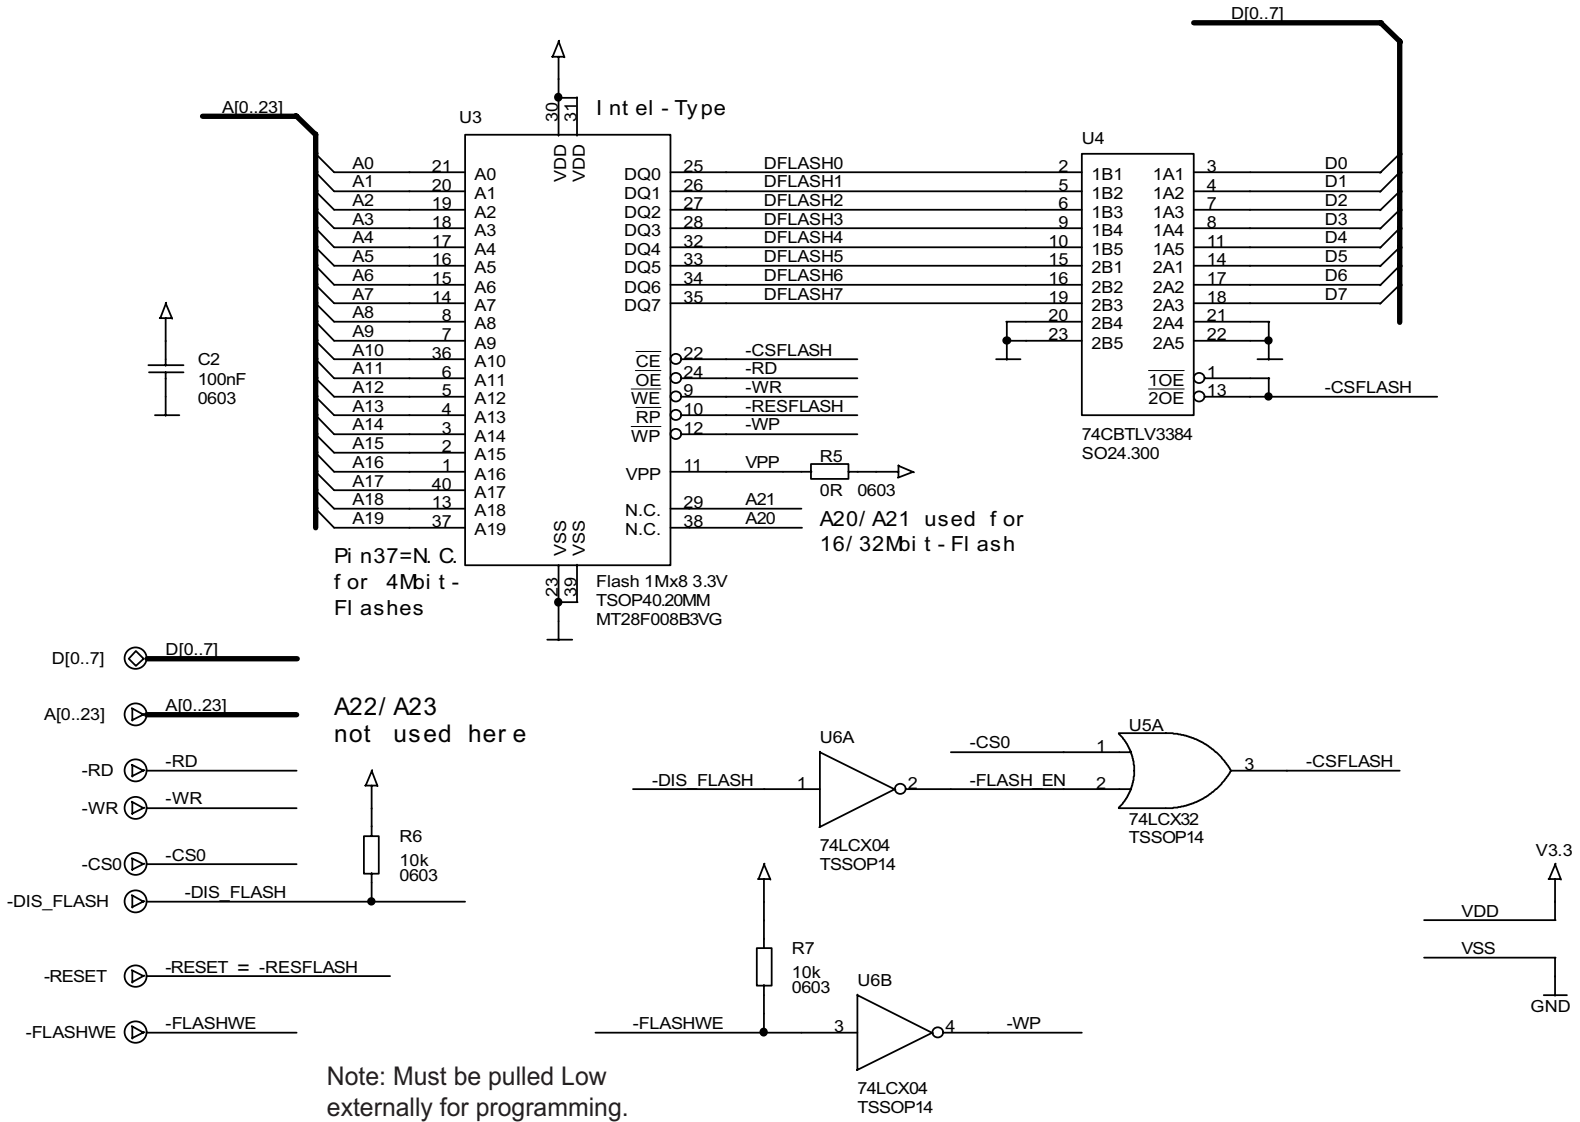 D[0..7]
A[0..23]
U3
30
31
Intel-Type
VDD
VDD
U4
A0 21 A0 DQ0 25 DFLASH0 2 1B1 1A1 3 D0
A1 20 A1 DQ1 26 DFLASH1 5 1B2 1A2 4 D1
A2 19 A2 DQ2 27 DFLASH2 6 1B3 1A3 7 D2
A3 18 A3 DQ3 28 DFLASH3 9 1B4 1A4 8 D3
A4 17 A4 DQ4 32 DFLASH4 10 1B5 1A5 11 D4
A5 16 A5 DQ5 33 DFLASH5 15 2B1 2A1 14 D5
A6 15 A6 DQ6 34 DFLASH6 16 2B2 2A2 17 D6
A7 14 A7 DQ7 35 DFLASH7 19 2B3 2A3 18 D7
A8 8 A8 20 2B4 2A4 21
A9 7 A9 23 2B5 2A5 22
A10 36 A10 CE 22 -CSFLASH
A11 6 A11 OE 24 -RD 1OE 1
A12 5 A12 WE 9 -WR 2OE 13 -CSFLASH
A13 4 A13 RP 10 -RESFLASH
A14 3 A14 WP 12 -WP
A15 2 A15
A16 1 A16 VPP 11 VPP
A17 40 A17
A18 13 A18 N.C. 29 A21
A19 37 A19 N.C. 38 A20
74CBTLV3384
SO24.300
R5
0R 0603
C2
100nF
0603
A20/A21 used for
16/32Mbit-Flash
VSS
VSS
23
39
Pin37=N.C.
for 4Mbit-
Flashes
Flash 1Mx8 3.3V
TSOP40.20MM
MT28F008B3VG
D[0..7] D[0..7]
A[0..23] A[0..23]
A22/A23
not used here
-RD -RD
-WR -WR
-CS0 -CS0
R6
10k
0603
-DIS_FLASH -DIS_FLASH
-RESET -RESET = -RESFLASH
-FLASHWE -FLASHWE
U6A
-DIS_FLASH 1 2 -FLASH_EN 2
74LCX04
TSSOP14
U5A
-CS0 1
3 -CSFLASH
74LCX32
TSSOP14
V3.3
VDD
VSS
GND
R7
10k
0603
U6B
-FLASHWE 3 4 -WP
74LCX04
TSSOP14
Note: Must be pulled Low
externally for programming.